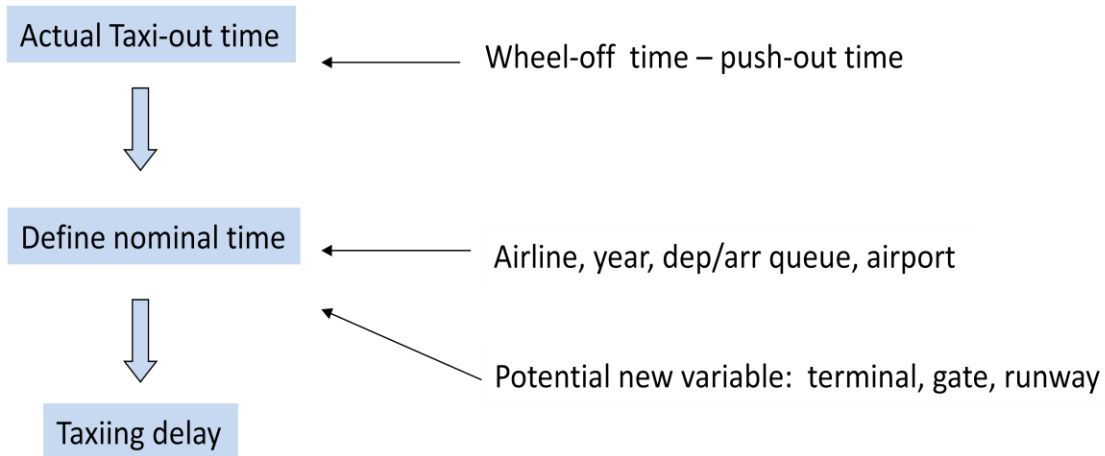 Actual Taxi-out time
Wheel-off time – push-out time
Define nominal time
Airline, year, dep/arr queue, airport
Potential new variable: terminal, gate, runway
Taxiing delay